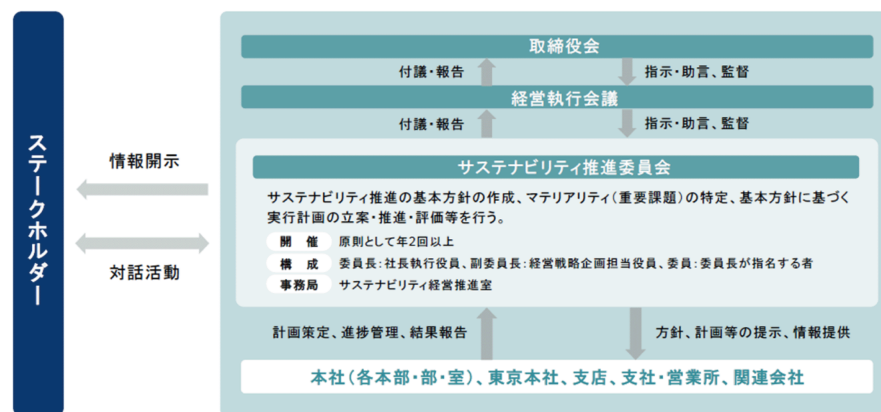 取締役会
付議・報告
指示・助言、監督
経営執行会議
付議・報告
指示・助言、監督
ステークホルダー
情報開示
対話活動
サステナビリティ推進委員会
サステナビリティ推進の基本方針の作成、マテリアリティ（重要課題）の特定、基本方針に基づく
実行計画の立案・推進・評価等を行う。
開　催　原則として年2回以上
構　成　委員長：社長執行役員、副委員長：経営戦略企画担当役員、委員：委員長が指名する者
事務局　サステナビリティ経営推進室
計画策定、進捗管理、結果報告
方針、計画等の提示、情報提供
本社（各本部・部・室）、東京本社、支店、支社・営業所、関連会社